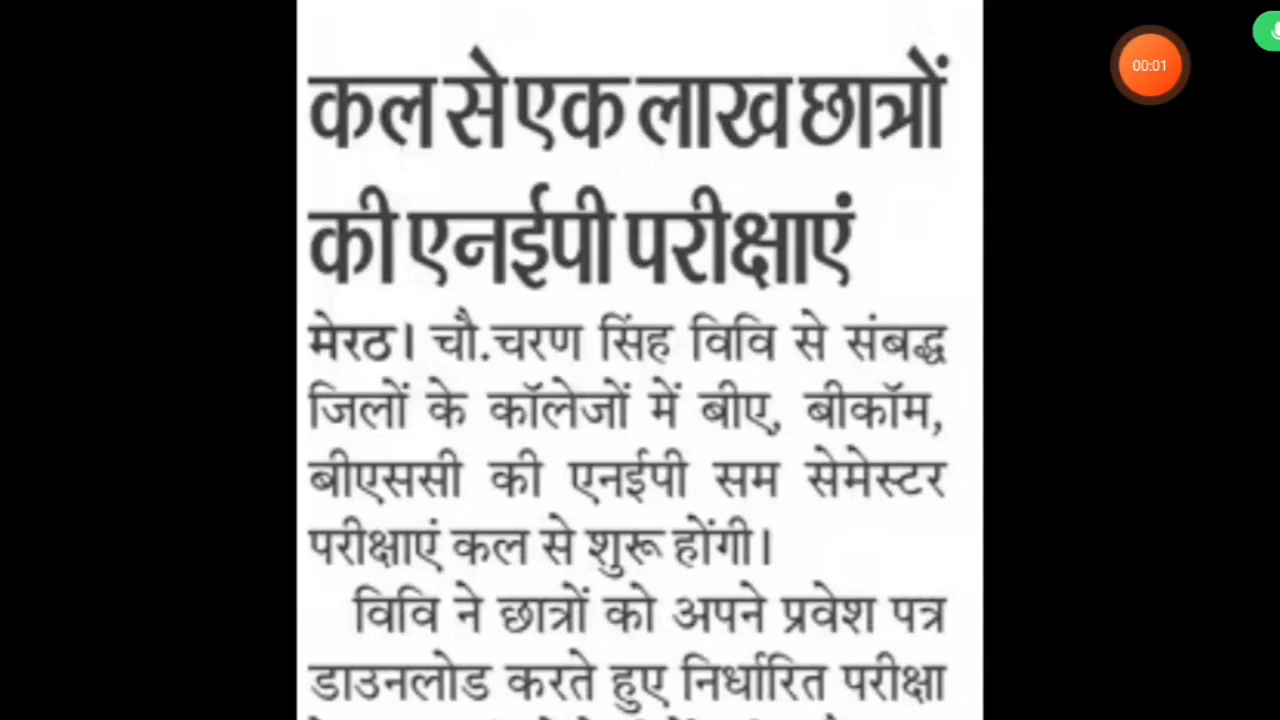 कल से एक लाख छात्रों
की एनईपी परीक्षाएं
मेरठ। चौ.चरण सिंह विवि से संबद्ध
जिलों के कॉलेजों में बीए, बीकॉम,
बीएससी की एनईपी सम सेमेस्टर
परीक्षाएं कल से शुरू होंगी।
विवि ने छात्रों को अपने प्रवेश पत्र
डाउनलोड करते हुए निर्धारित परीक्षा
00:01